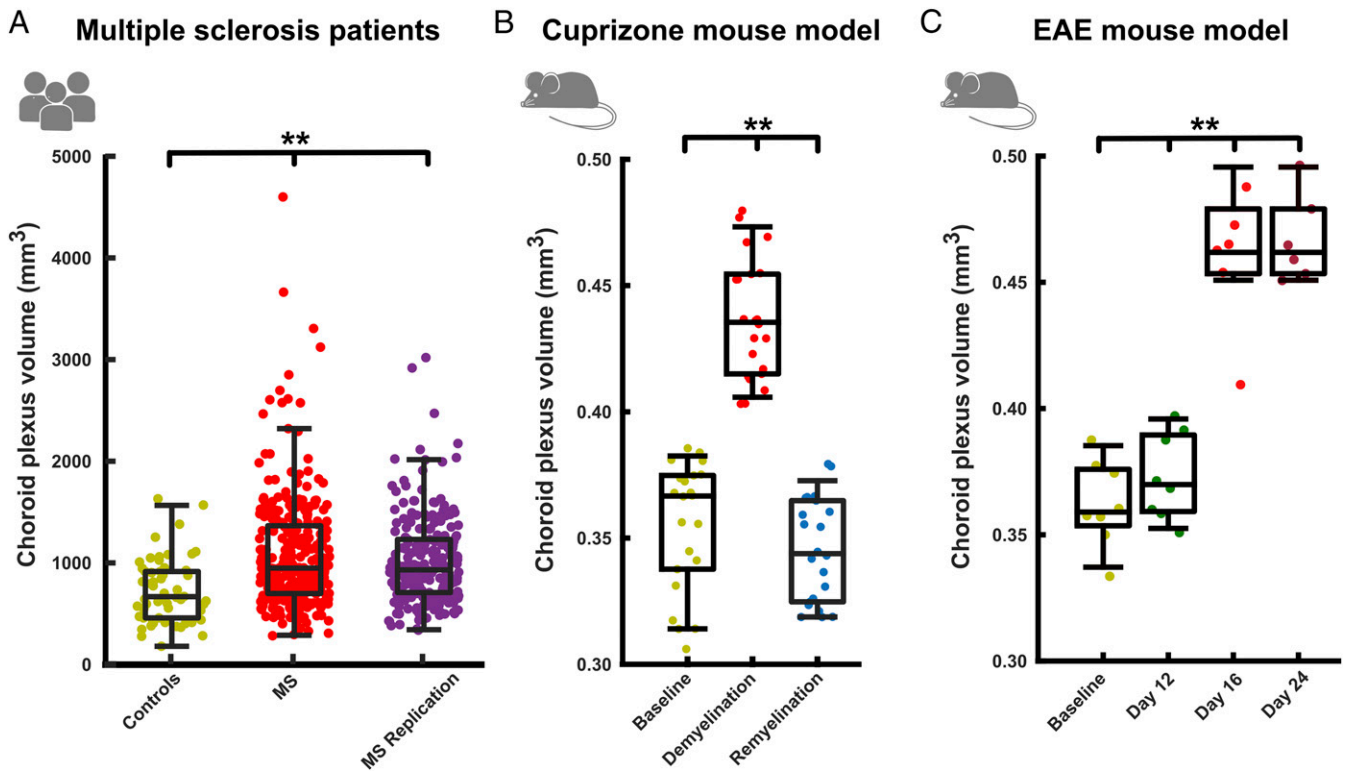 A Multiple sclerosis patients
**
Choroid plexus volume (mm³)
5000
4000
3000
2000
1000
0
Controls
MS
MS Replication
B Cuprizone mouse model
**
Choroid plexus volume (mm³)
0.50
0.45
0.40
0.35
0.30
Baseline
Demyelination
Remyelination
C EAE mouse model
**
Choroid plexus volume (mm³)
0.50
0.45
0.40
0.35
0.30
Baseline
Day 12
Day 16
Day 24